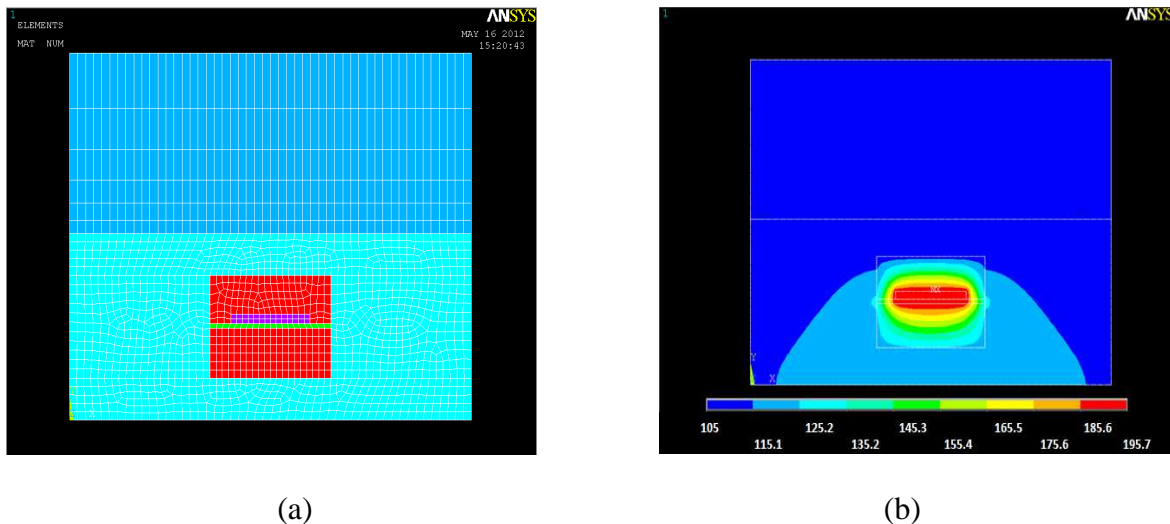 1
ANSYS
ELEMENTS
MAT NUM
MAY 16 2012
15:20:43
X
1
ANSYS
MX
Y
X
105 125.2 145.3 165.5 185.6
115.1 135.2 155.4 175.6 195.7
(a) (b)